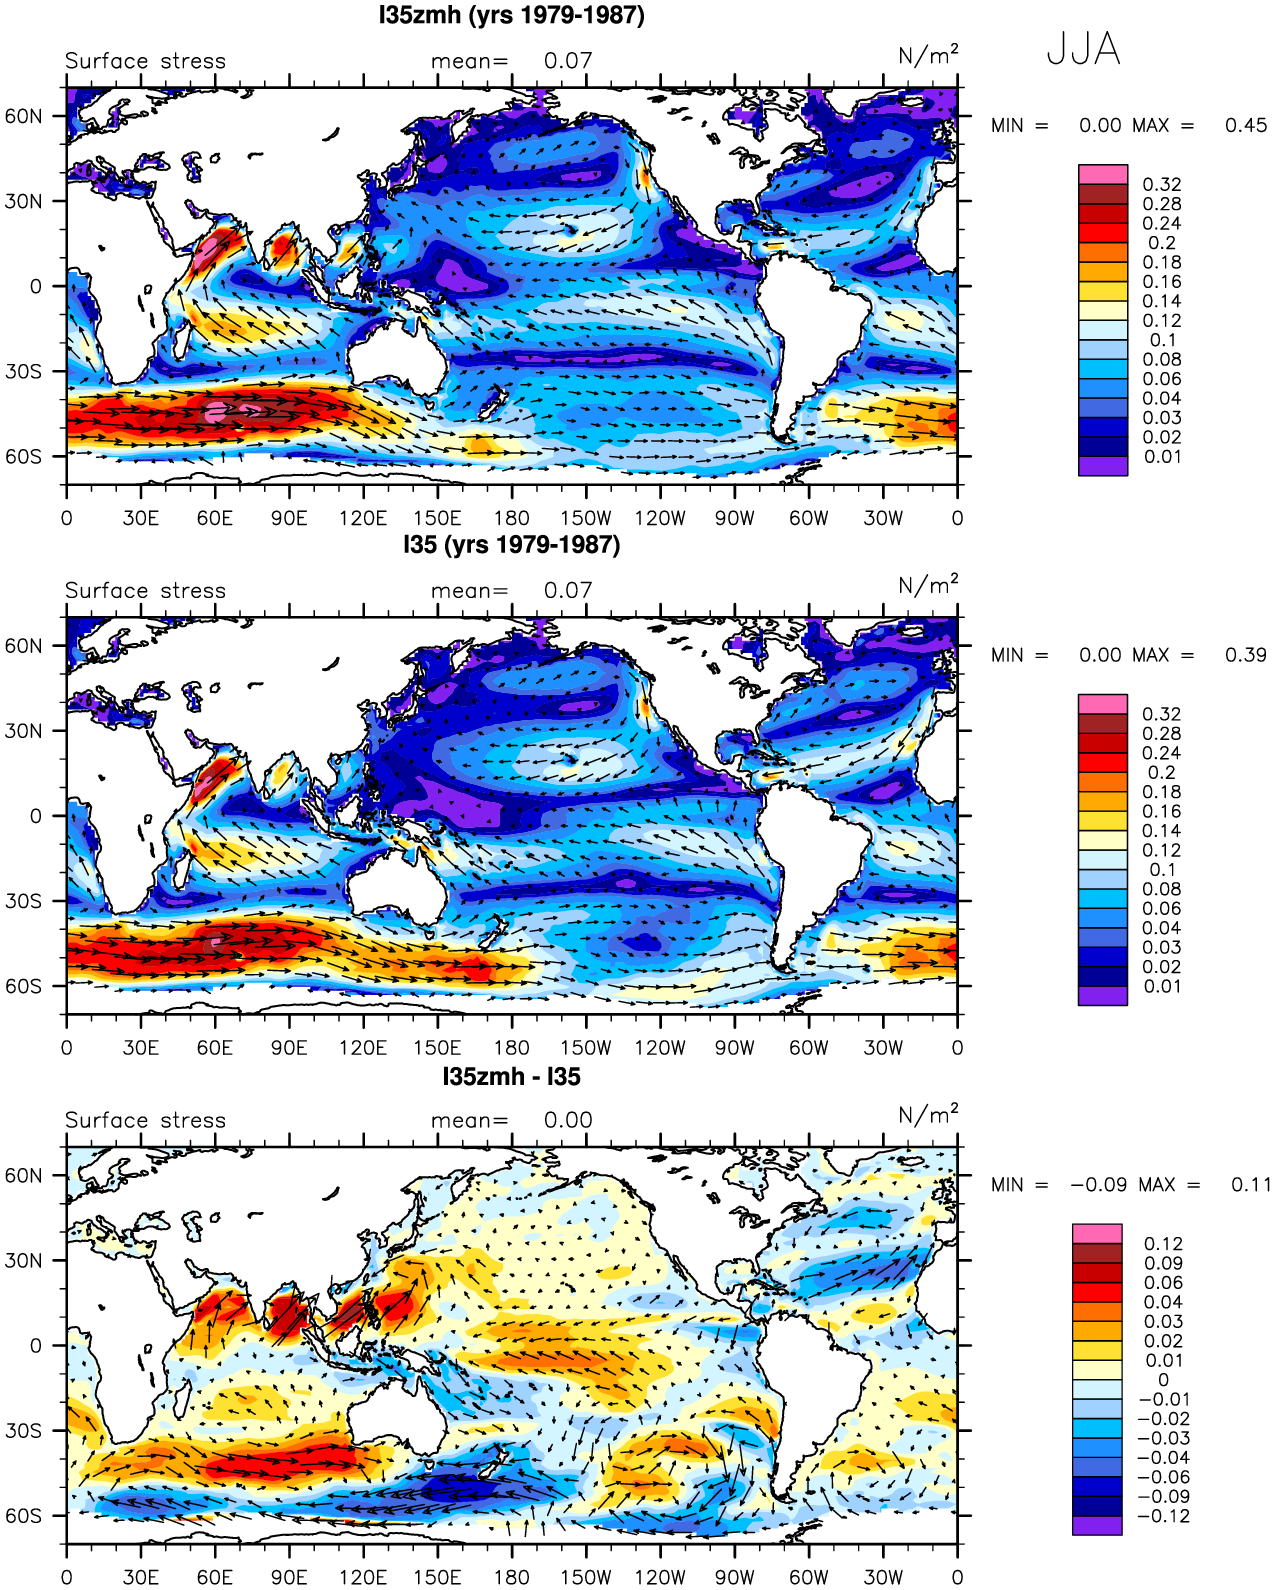 I35zmh (yrs 1979-1987)
JJA
Surface stress mean= 0.07 N/m²
MIN = 0.00 MAX = 0.45
60N
30N
0
30S
60S
0 30E 60E 90E 120E 150E 180 150W 120W 90W 60W 30W 0
0.32
0.28
0.24
0.2
0.18
0.16
0.14
0.12
0.1
0.08
0.06
0.04
0.03
0.02
0.01
I35 (yrs 1979-1987)
Surface stress mean= 0.07 N/m²
MIN = 0.00 MAX = 0.39
60N
30N
0
30S
60S
0 30E 60E 90E 120E 150E 180 150W 120W 90W 60W 30W 0
0.32
0.28
0.24
0.2
0.18
0.16
0.14
0.12
0.1
0.08
0.06
0.04
0.03
0.02
0.01
I35zmh - I35
Surface stress mean= 0.00 N/m²
MIN = −0.09 MAX = 0.11
60N
30N
0
30S
60S
0 30E 60E 90E 120E 150E 180 150W 120W 90W 60W 30W 0
0.12
0.09
0.06
0.04
0.03
0.02
0.01
0
−0.01
−0.02
−0.03
−0.04
−0.06
−0.09
−0.12